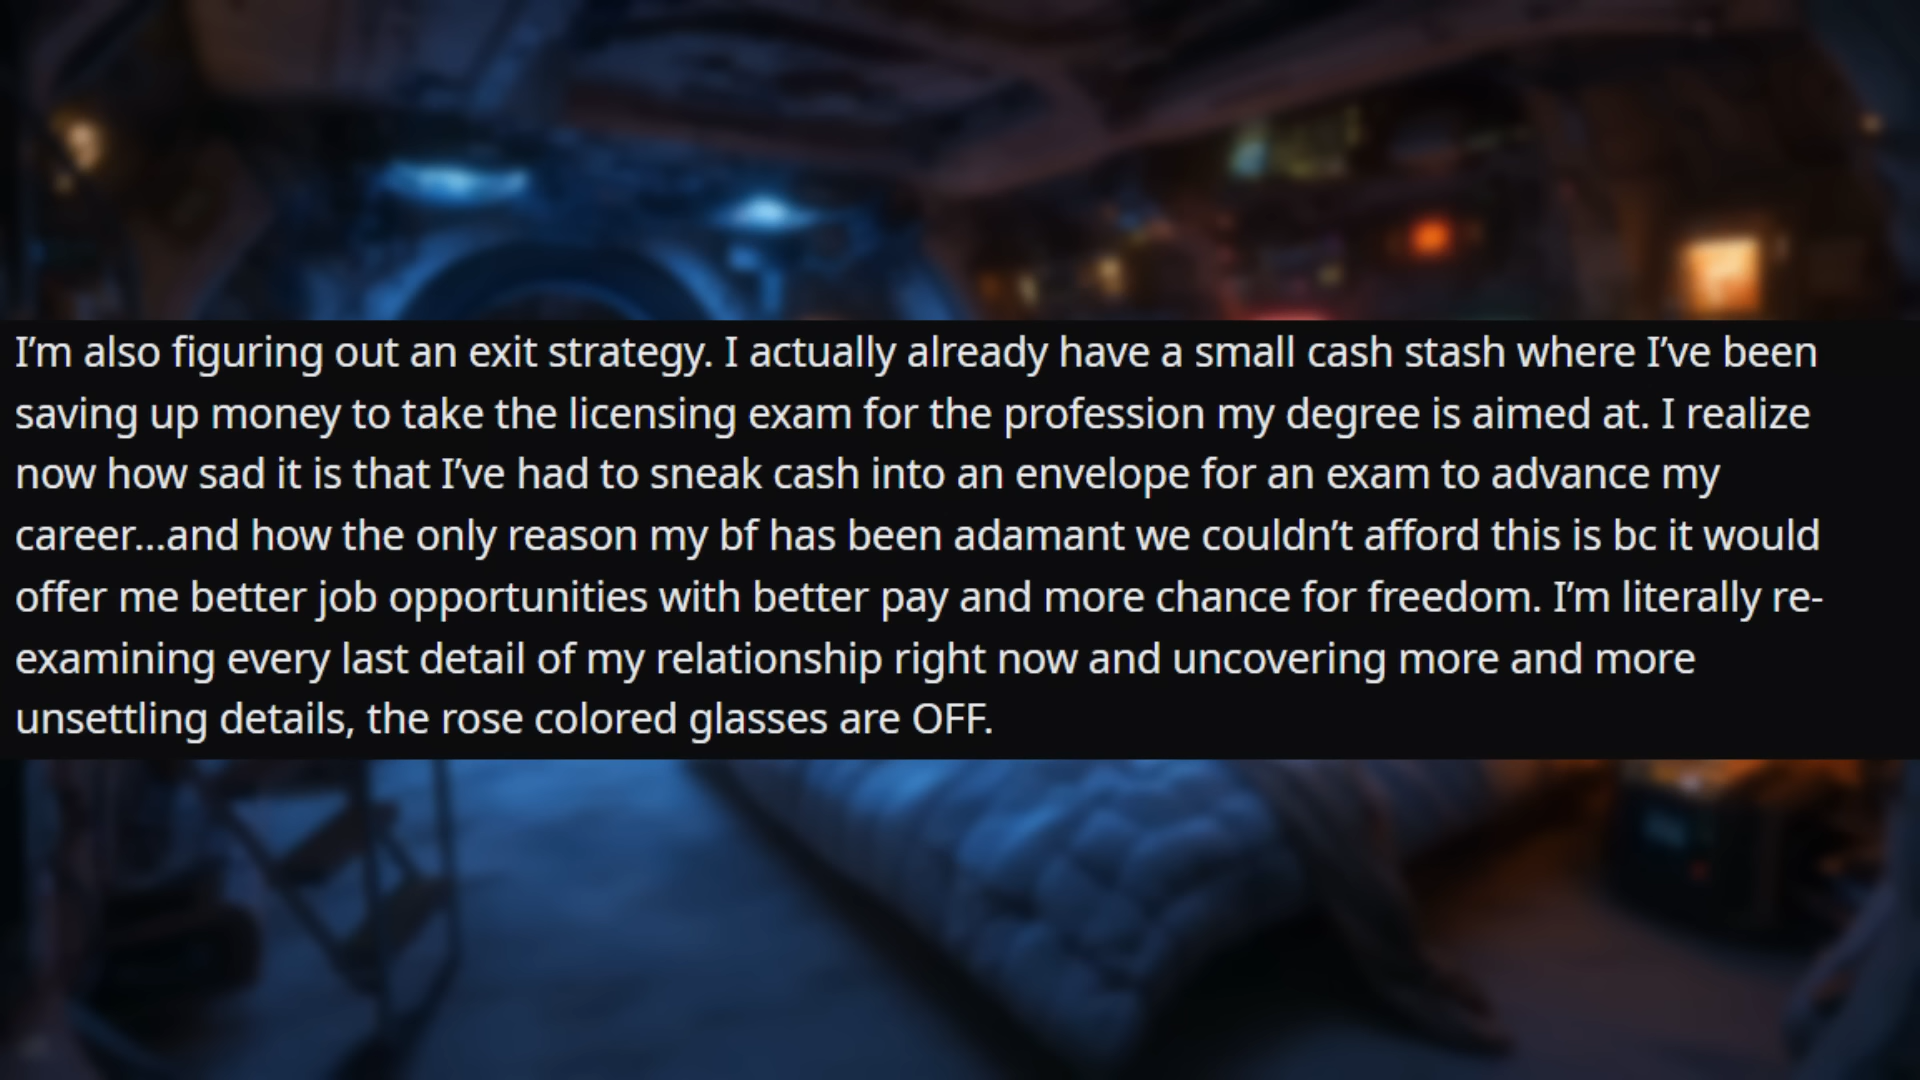 I’m also figuring out an exit strategy. I actually already have a small cash stash where I’ve been
saving up money to take the licensing exam for the profession my degree is aimed at. I realize
now how sad it is that I’ve had to sneak cash into an envelope for an exam to advance my
career...and how the only reason my bf has been adamant we couldn’t afford this is bc it would
offer me better job opportunities with better pay and more chance for freedom. I’m literally re-
examining every last detail of my relationship right now and uncovering more and more
unsettling details, the rose colored glasses are OFF.